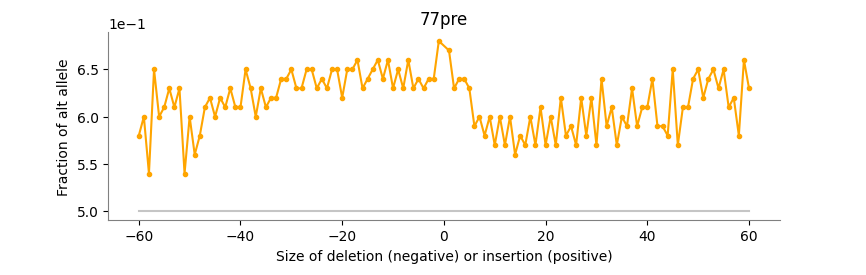 77pre
1e−1
Fraction of alt allele
6.5
6.0
5.5
5.0
−60 −40 −20 0 20 40 60
Size of deletion (negative) or insertion (positive)